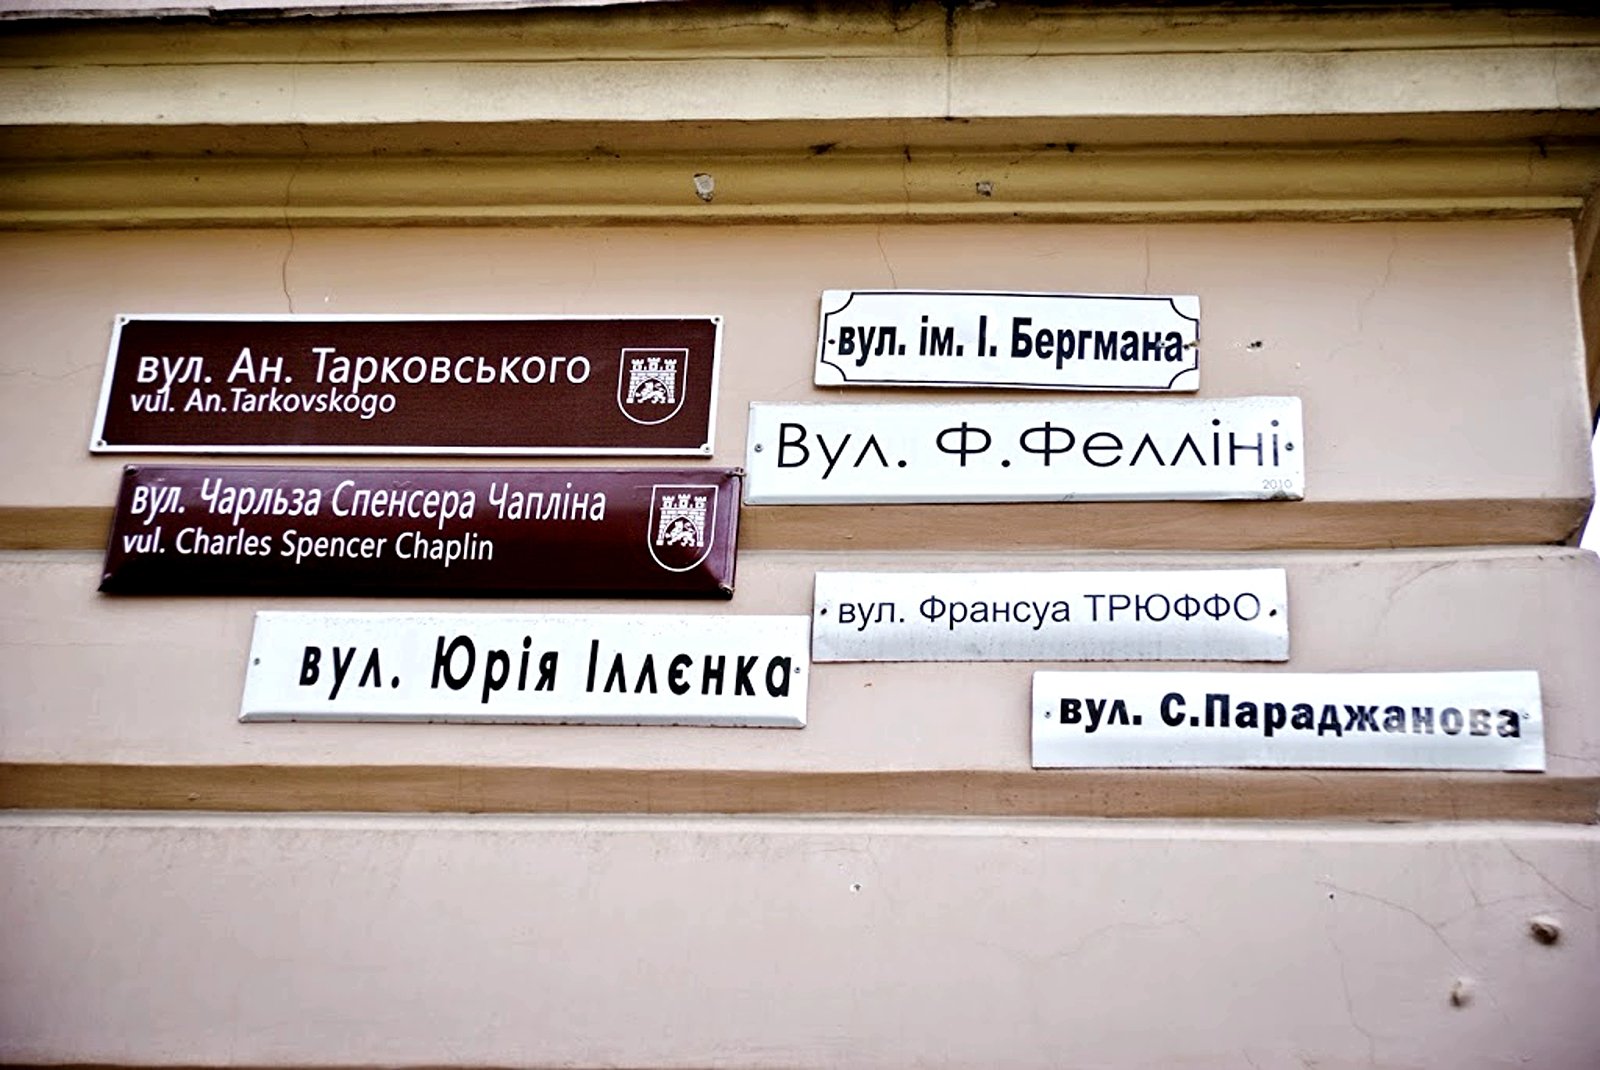 вул. Ан. Тарковського
vul. An.Tarkovskogo
вул. Чарльза Спенсера Чапліна
vul. Charles Spencer Chaplin
вул. Юрія Іллєнка
вул. ім. І. Бергмана
Вул. Ф.Фелліні
2010
вул. Франсуа ТРЮФФО
вул. С.Параджанова